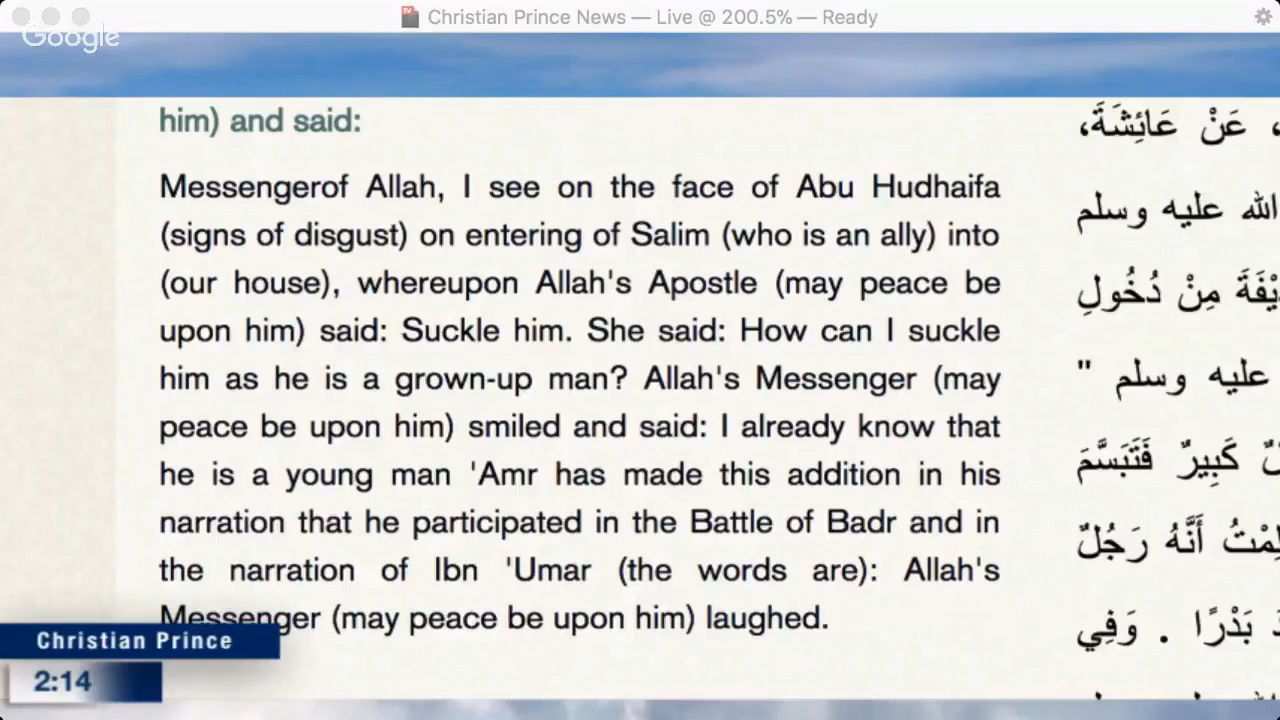 Christian Prince News — Live @ 200.5% — Ready
Google
him) and said:
Messengerof Allah, I see on the face of Abu Hudhaifa
(signs of disgust) on entering of Salim (who is an ally) into
(our house), whereupon Allah's Apostle (may peace be
upon him) said: Suckle him. She said: How can I suckle
him as he is a grown-up man? Allah's Messenger (may
peace be upon him) smiled and said: I already know that
he is a young man 'Amr has made this addition in his
narration that he participated in the Battle of Badr and in
the narration of Ibn 'Umar (the words are): Allah's
Messenger (may peace be upon him) laughed.
عَنْ عَائِشَةَ،
الله عليه وسلم
مِنْ دُخُولِ
عليه وسلم "
كَبِيرٌ فَتَبَسَّمَ
أَنَّهُ رَجُلٌ
بَدْرًا . وَفِي
Christian Prince
2:14